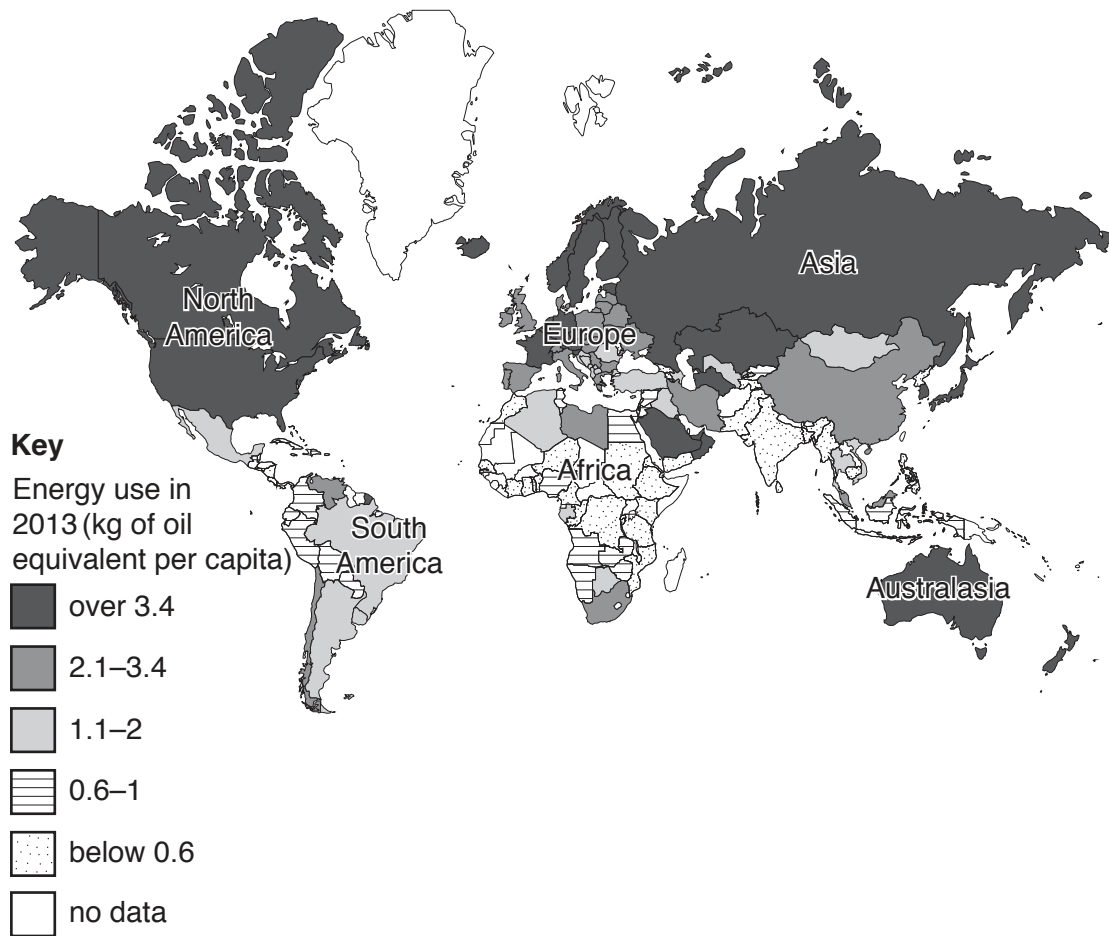 Asia
North
America
Europe
Key
Energy use in
2013 (kg of oil
equivalent per capita)
Africa
South
America
Australasia
over 3.4
2.1–3.4
1.1–2
0.6–1
below 0.6
no data